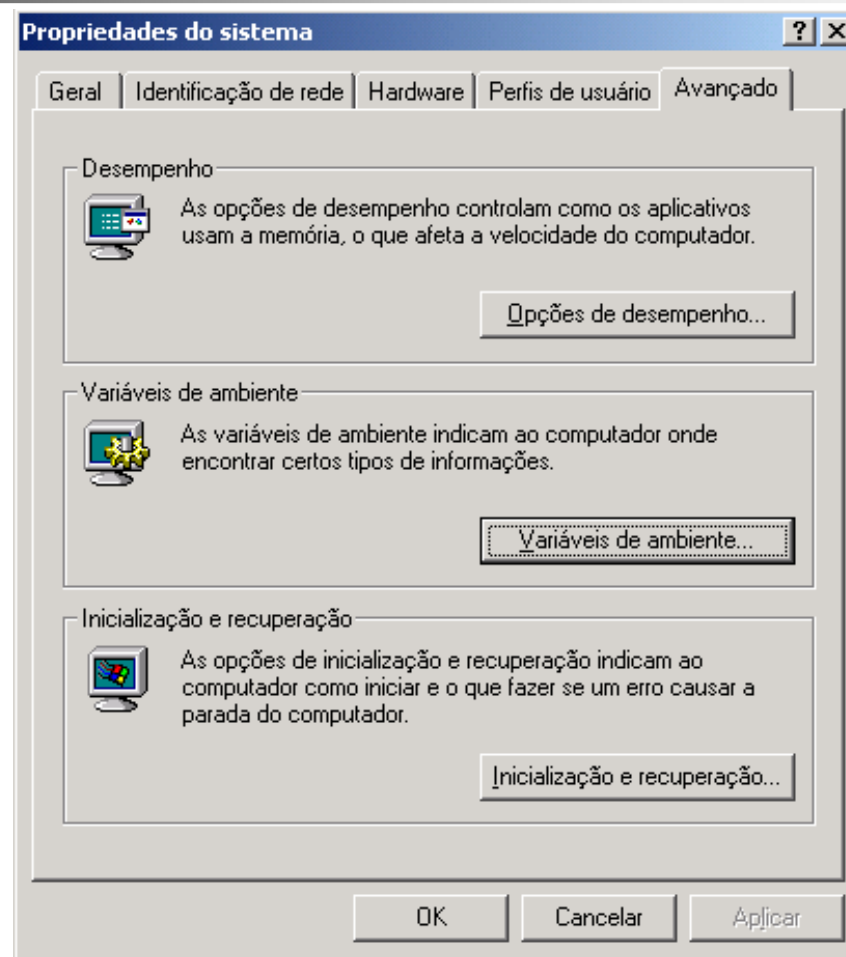 Propriedades do sistema
Geral
Identificação de rede
Hardware
Perfis de usuário
Avançado
Desempenho
As opções de desempenho controlam como os aplicativos
usam a memória, o que afeta a velocidade do computador.
Opções de desempenho...
Variáveis de ambiente
As variáveis de ambiente indicam ao computador onde
encontrar certos tipos de informações.
Variáveis de ambiente...
Inicialização e recuperação
As opções de inicialização e recuperação indicam ao
computador como iniciar e o que fazer se um erro causar a
parada do computador.
Inicialização e recuperação...
OK
Cancelar
Aplicar